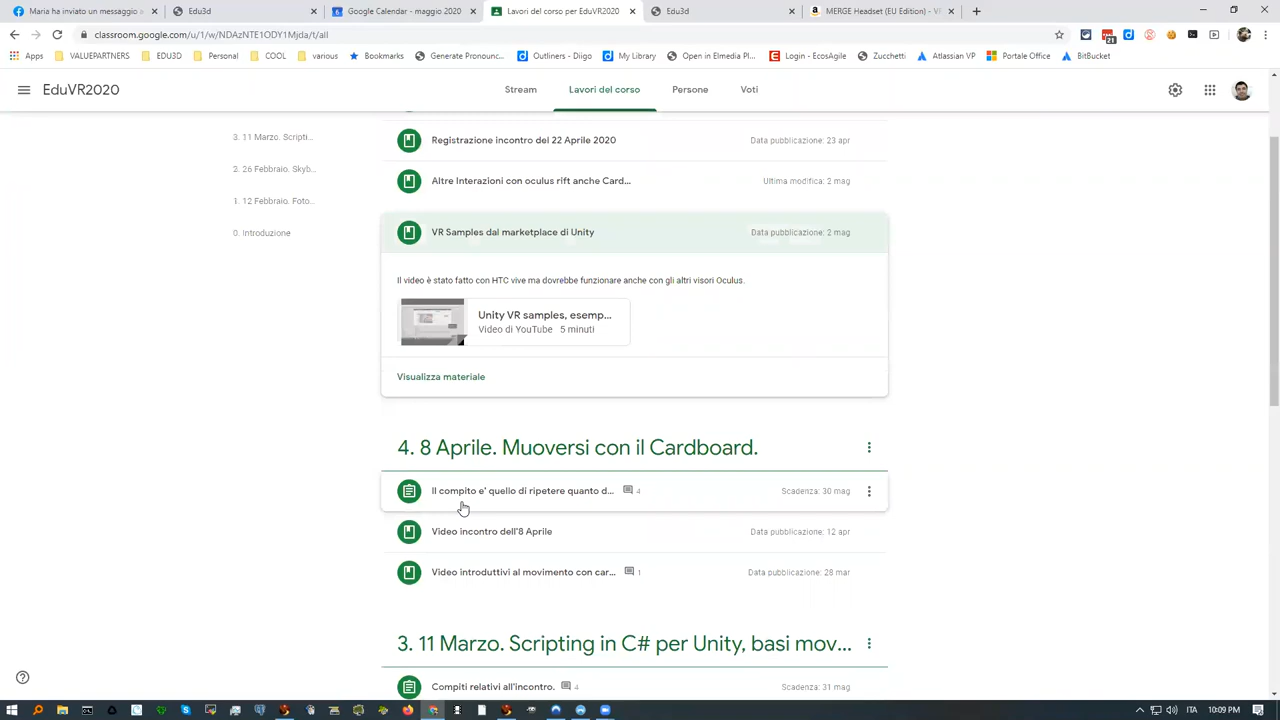 Marco ha inviato un messaggio a
Edu3d
Google Calendar - maggio 2020
Lavori del corso per EduVR2020
Edu3d
MERGE Headset (EU Edition) - VR
classroom.google.com/u/1/w/NDAzNTE1ODY1Mjda/t/all
21
Apps
VALUEPARTNERS
EDU3D
Personal
COOL
various
Bookmarks
Generate Prompt
Outliners - Diigo
My Library
Open in Elmedia Pl...
Login - EcosAgile
Zucchetti
Atlassian VP
Portale Office
BitBucket
EduVR2020
Stream
Lavori del corso
Persone
Voti
3. 11 Marzo. Scripti...
2. 26 Febbraio. Skyb...
1. 12 Febbraio. Foto...
0. Introduzione
Registrazione incontro del 22 Aprile 2020
Data pubblicazione: 23 apr
Altre Interazioni con oculus rift anche Card...
Ultima modifica: 2 mag
VR Samples dal marketplace di Unity
Data pubblicazione: 2 mag
Il video è stato fatto con HTC vive ma dovrebbe funzionare anche con gli altri visori Oculus.
Unity VR samples, esemp...
Video di YouTube 5 minuti
Visualizza materiale
4. 8 Aprile. Muoversi con il Cardboard.
Il compito e' quello di ripetere quanto d...
4
Scadenza: 30 mag
Video incontro dell'8 Aprile
Data pubblicazione: 12 apr
Video introduttivi al movimento con car...
1
Data pubblicazione: 28 mar
3. 11 Marzo. Scripting in C# per Unity, basi mov...
Compiti relativi all'incontro.
4
Scadenza: 31 mag
ITA
10:09 PM